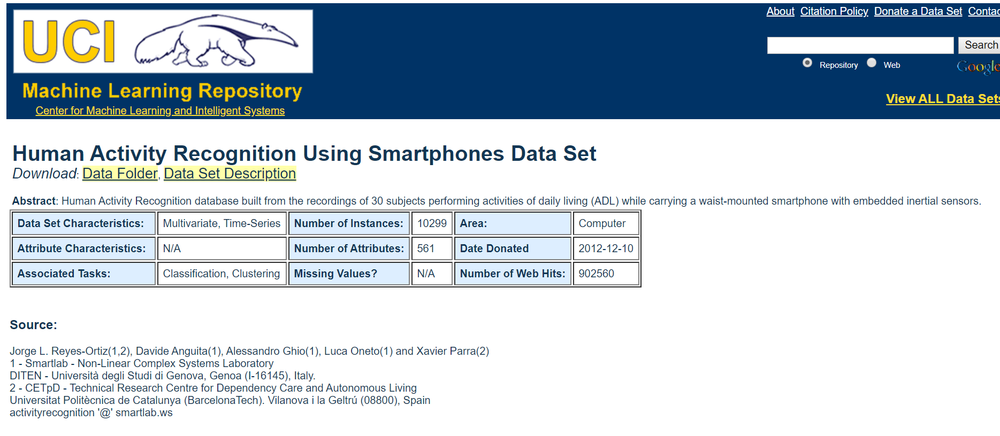 UCI
Machine Learning Repository
Center for Machine Learning and Intelligent Systems
About Citation Policy Donate a Data Set
Search
Repository Web
View ALL Data Sets
Human Activity Recognition Using Smartphones Data Set
Download: Data Folder, Data Set Description
Abstract: Human Activity Recognition database built from the recordings of 30 subjects performing activities of daily living (ADL) while carrying a waist-mounted smartphone with embedded inertial sensors.
Data Set Characteristics: Multivariate, Time-Series Number of Instances: 10299 Area: Computer
Attribute Characteristics: N/A Number of Attributes: 561 Date Donated 2012-12-10
Associated Tasks: Classification, Clustering Missing Values? N/A Number of Web Hits: 902560
Source:
Jorge L. Reyes-Ortiz(1,2), Davide Anguita(1), Alessandro Ghio(1), Luca Oneto(1) and Xavier Parra(2)
1 - Smartlab - Non-Linear Complex Systems Laboratory
DITEN - Università degli Studi di Genova, Genoa (I-16145), Italy.
2 - CETpD - Technical Research Centre for Dependency Care and Autonomous Living
Universitat Politècnica de Catalunya (BarcelonaTech). Vilanova i la Geltrú (08800), Spain
activityrecognition '@' smartlab.ws